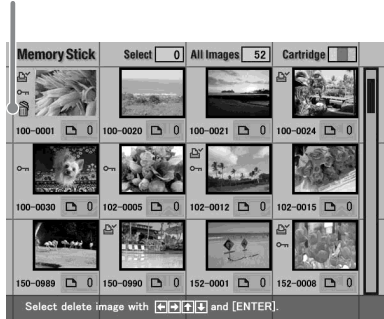 Memory Stick Select 0 All Images 52 Cartridge
100-0001 0 100-0020 0 100-0021 0 100-0024 0
100-0030 0 102-0005 0 102-0012 0 102-0015 0
150-0989 0 150-0990 0 152-0001 0 152-0008 0
Select delete image with ←→↑↓ and [ENTER].